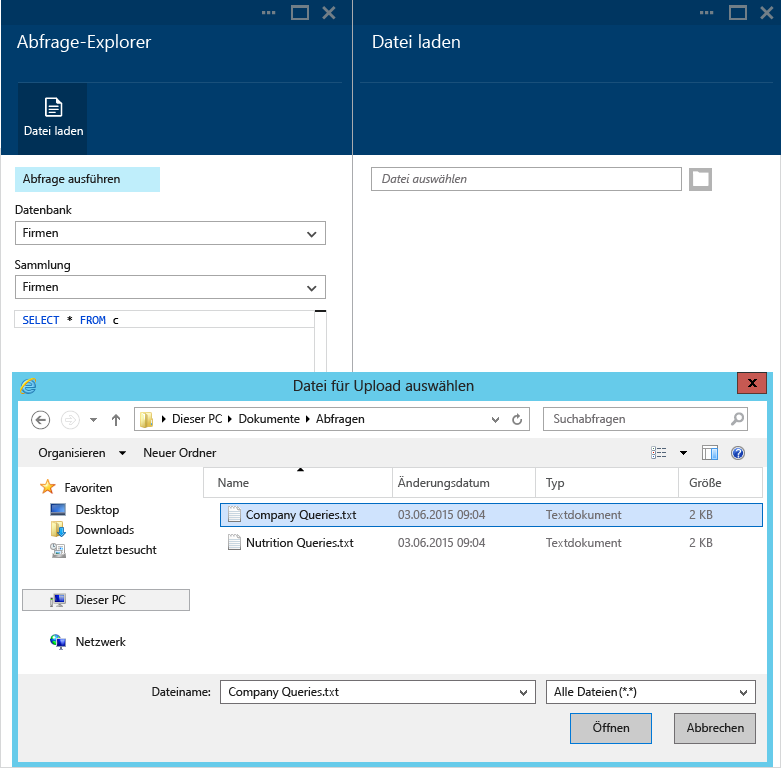 Abfrage-Explorer
Datei laden
Datei laden
Abfrage ausführen
Datei auswählen
Datenbank
Firmen
Sammlung
Firmen
SELECT * FROM c
Datei für Upload auswählen
Dieser PC Dokumente Abfragen
Suchabfragen
Organisieren Neuer Ordner
Name Änderungsdatum Typ Größe
Favoriten
Desktop
Downloads
Zuletzt besucht
Dieser PC
Netzwerk
Company Queries.txt 03.06.2015 09:04 Textdokument 2 KB
Nutrition Queries.txt 03.06.2015 09:04 Textdokument 2 KB
Dateiname: Company Queries.txt Alle Dateien(*.*)
Öffnen Abbrechen